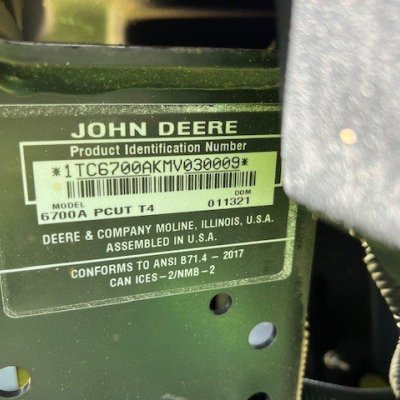 JOHN DEERE
Product Identification Number
*1TC6700AKMV030009*
MODEL DOM
6700A PCUT T4 011321
DEERE & COMPANY MOLINE, ILLINOIS, U.S.A.
ASSEMBLED IN U.S.A.
CONFORMS TO ANSI B71.4 - 2017
CAN ICES-2/NMB-2